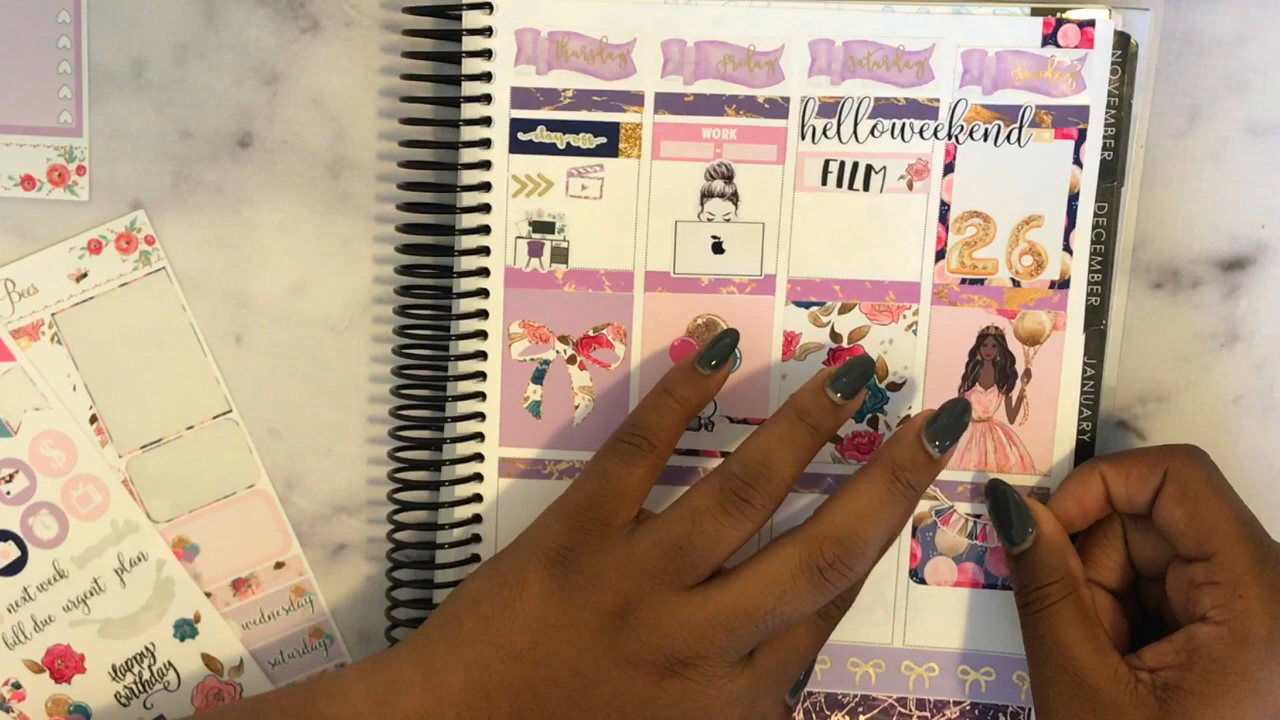 Thursday
Friday
Saturday
Sunday
day off
WORK
helloweekend
FILM
26
NOVEMBER
DECEMBER
JANUARY
Bees
next week
plan
bill due urgent
Happy
Birthday
wednesday
saturday